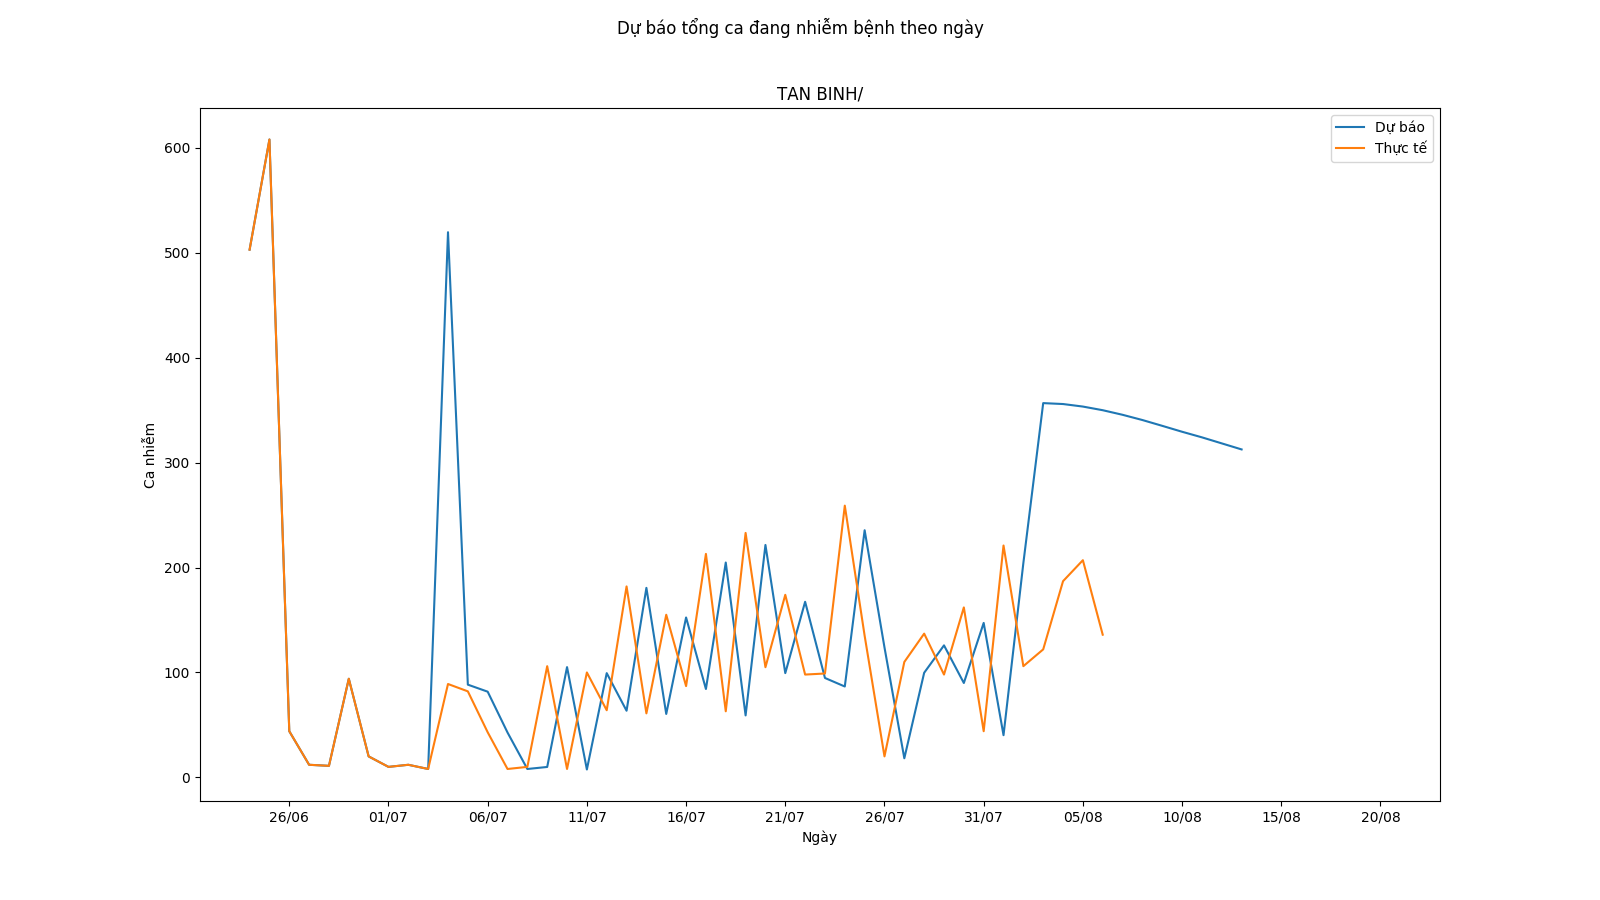 Dự báo tổng ca đang nhiễm bệnh theo ngày
TAN BINH/
Dự báo
Thực tế
600
500
400
300
200
100
0
Ca nhiễm
26/06 01/07 06/07 11/07 16/07 21/07 26/07 31/07 05/08 10/08 15/08 20/08
Ngày